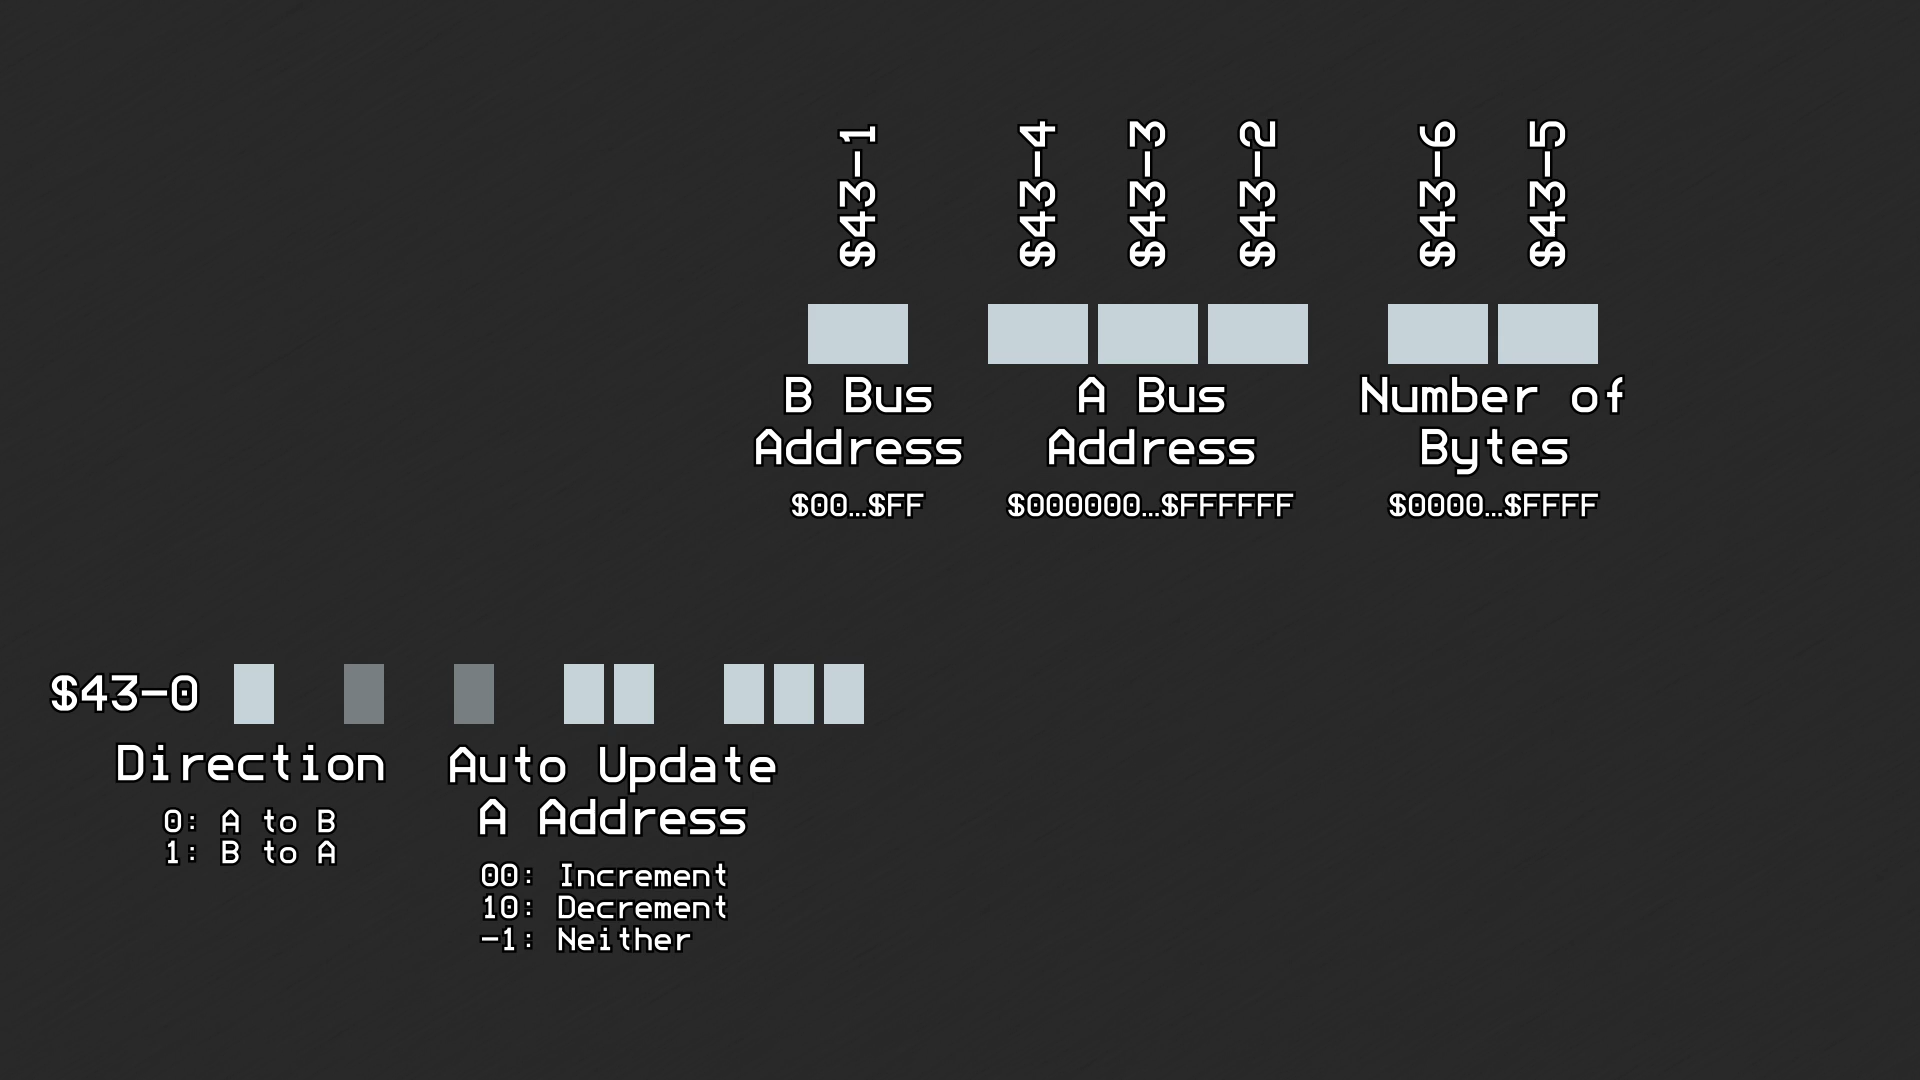 $43-1
$43-4
$43-3
$43-2
$43-6
$43-5
B Bus
Address
$00…$FF
A Bus
Address
$000000…$FFFFFF
Number of
Bytes
$0000…$FFFF
$43-0
Direction
0: A to B
1: B to A
Auto Update
A Address
00: Increment
10: Decrement
-1: Neither